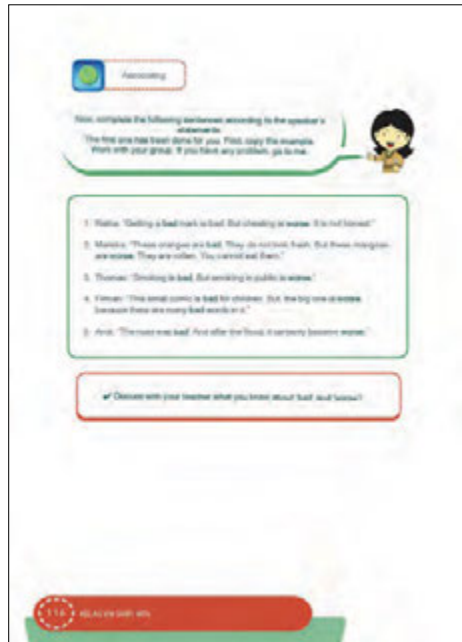 Associating
Now, complete the following sentences according to the speaker's
statements.
The first one has been done for you. First, copy the example.
Work with your group. If you have any problem, go to me.
1. "Getting a bad mark is bad. But cheating is worse. It is not honest."
2. "These oranges are bad. They do not look fresh. But these mangoes
are worse. They are rotten. You cannot eat them."
3. Thomas: "Smoking is bad. But smoking in public is worse."
4. "This small comic is bad for children. But, the big one is worse,
because there are many bad words in it."
5. "The road was bad. And after the flood, it certainly became worse."
✔ Discuss with your teacher what you know about 'bad' and 'worse'!
116 KELAS VIII SMP/ MTs